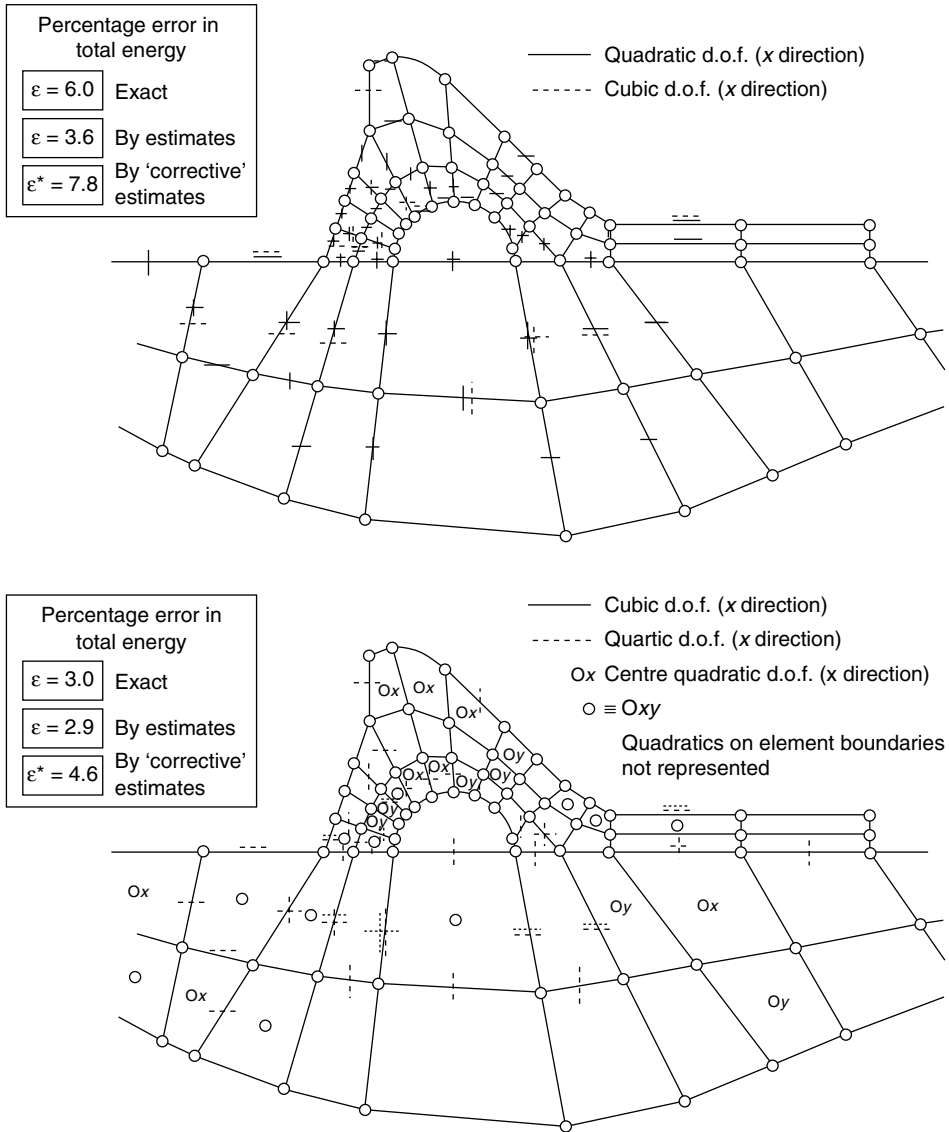 Percentage error in
total energy
ε = 6.0 Exact
ε = 3.6 By estimates
ε* = 7.8 By ‘corrective’
estimates
Quadratic d.o.f. (x direction)
Cubic d.o.f. (x direction)
Percentage error in
total energy
ε = 3.0 Exact
ε = 2.9 By estimates
ε* = 4.6 By ‘corrective’
estimates
Cubic d.o.f. (x direction)
Quartic d.o.f. (x direction)
Ox Centre quadratic d.o.f. (x direction)
O ≡ Oxy
Quadratics on element boundaries
not represented
Ox Ox
Ox
Oy
Ox Ox Oy Oy
Oy
Oy
Ox
Oy
Ox
Ox
Oy